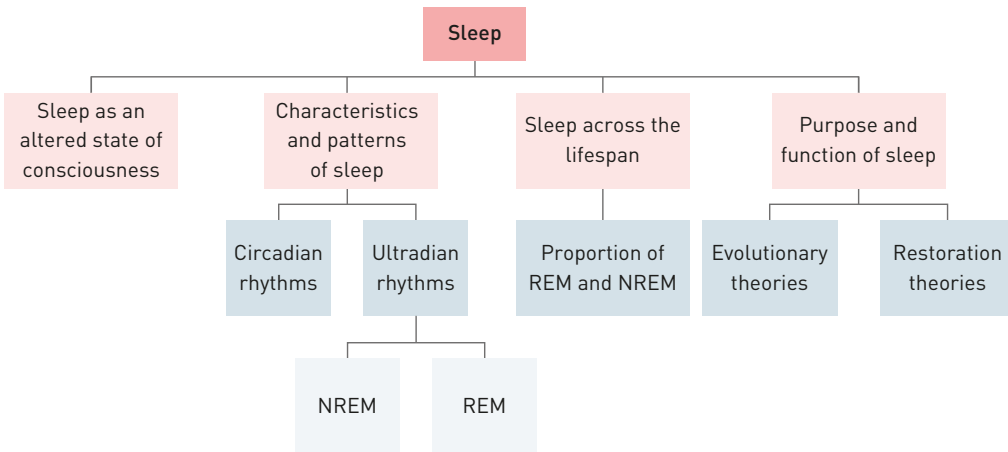 Sleep
Sleep as an
altered state of
consciousness
Characteristics
and patterns
of sleep
Sleep across the
lifespan
Purpose and
function of sleep
Circadian
rhythms
Ultradian
rhythms
Proportion of
REM and NREM
Evolutionary
theories
Restoration
theories
NREM
REM